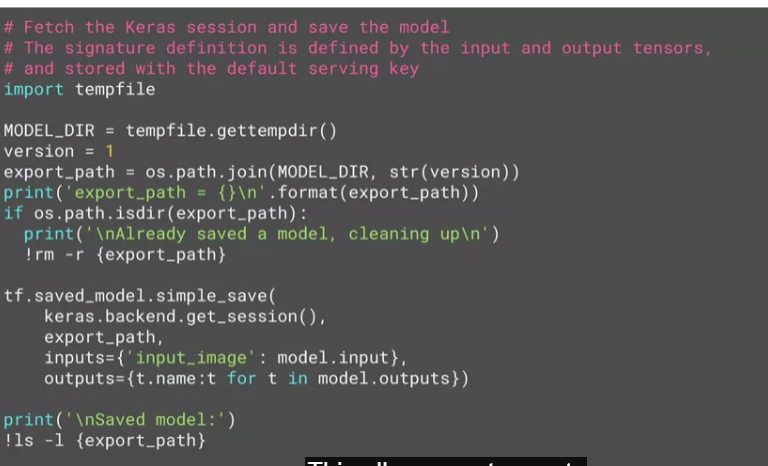 # Fetch the Keras session and save the model
# The signature definition is defined by the input and output tensors,
# and stored with the default serving key
import tempfile
MODEL_DIR = tempfile.gettempdir()
version = 1
export_path = os.path.join(MODEL_DIR, str(version))
print('export_path = {}\n'.format(export_path))
if os.path.isdir(export_path):
  print('\nAlready saved a model, cleaning up\n')
  !rm -r {export_path}
tf.saved_model.simple_save(
    keras.backend.get_session(),
    export_path,
    inputs={'input_image': model.input},
    outputs={t.name:t for t in model.outputs})
print('\nSaved model:')
!ls -l {export_path}